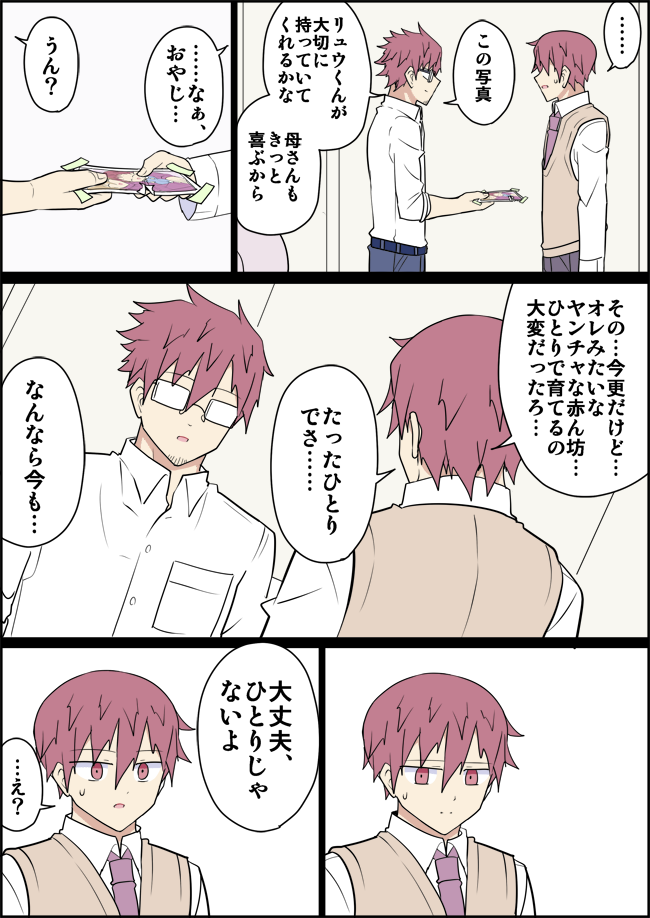 ……
この写真
リュウくんが
大切に
持っていて
くれるかな
母さんも
きっと
喜ぶから
……なぁ、
おやじ…
うん？
その…今更だけど…
オレみたいな
ヤンチャな赤ん坊…
ひとりで育てるの
大変だったろ…
たったひとり
でさ……
なんなら今も…
大丈夫、
ひとりじゃ
ないよ
…え？